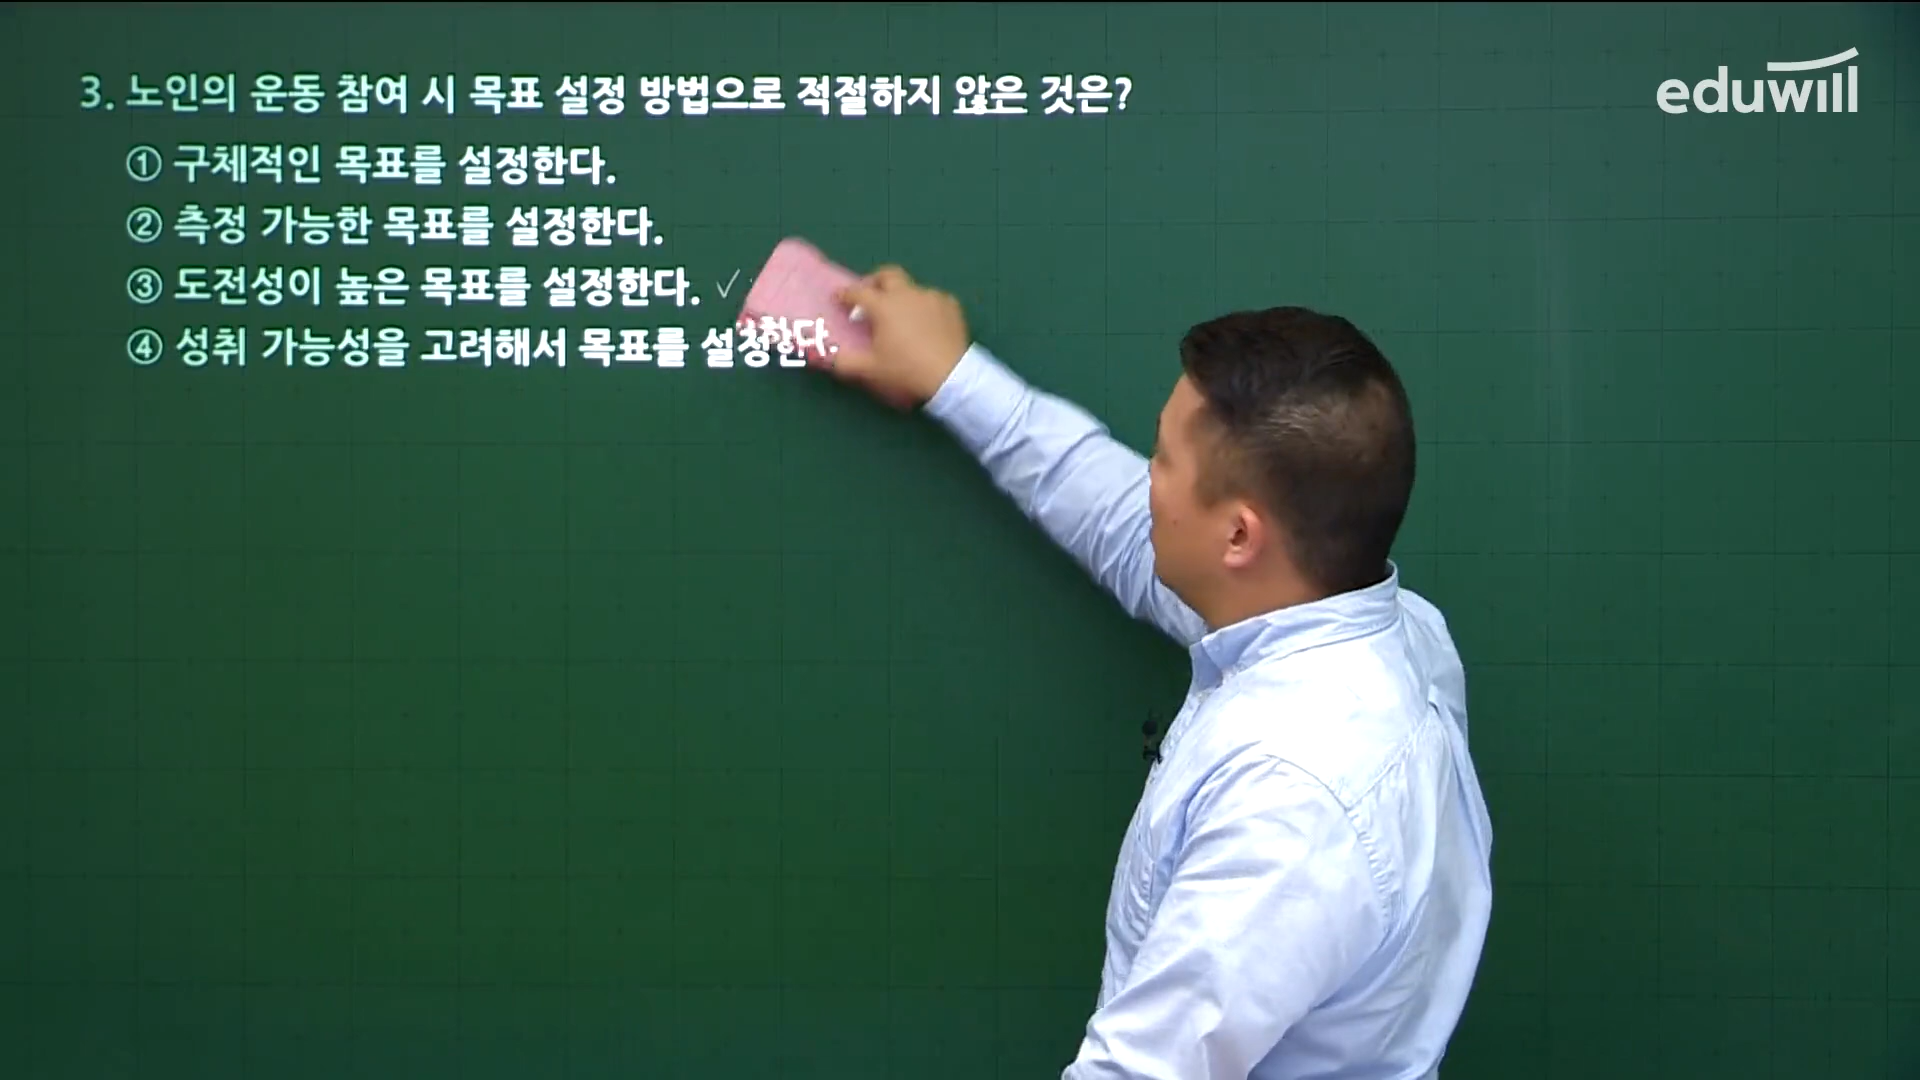 eduwill
3. 노인의 운동 참여 시 목표 설정 방법으로 적절하지 않은 것은?
① 구체적인 목표를 설정한다.
② 측정 가능한 목표를 설정한다.
③ 도전성이 높은 목표를 설정한다. ✓
④ 성취 가능성을 고려해서 목표를 설정한다.